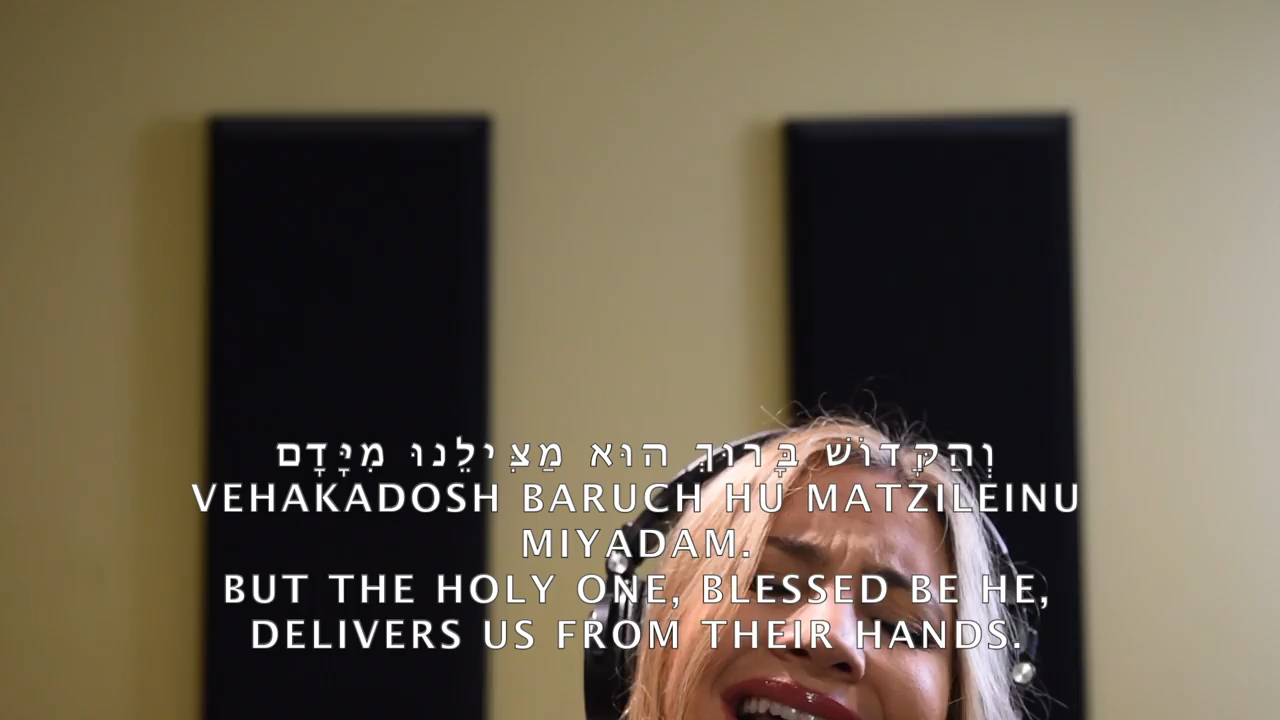 וְהַקָּדוֹשׁ בָּרוּךְ הוּא מַצִּילֵנוּ מִיָּדָם
VEHAKADOSH BARUCH HU MATZILEINU
MIYADAM.
BUT THE HOLY ONE, BLESSED BE HE,
DELIVERS US FROM THEIR HANDS.